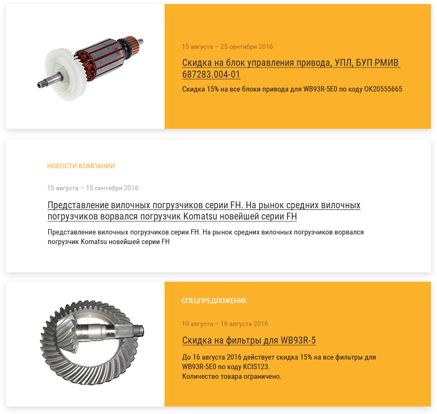 15 августа – 25 сентября 2016
Скидка на блок управления привода, УПЛ, БУП РМИВ
687283.004-01
Скидка 15% на все блоки привода для WB93R-5E0 по коду OK20555665
НОВОСТИ КОМПАНИИ
15 августа – 15 сентября 2016
Представление вилочных погрузчиков серии FH. На рынок средних вилочных
погрузчиков ворвался погрузчик Komatsu новейшей серии FH
Представление вилочных погрузчиков серии FH. На рынок средних вилочных погрузчиков ворвался
погрузчик Komatsu новейшей серии FH
СПЕЦПРЕДЛОЖЕНИЕ
10 августа – 16 августа 2016
Скидка на фильтры для WB93R-5
До 16 августа 2016 действует скидка 15% на все фильтры для
WB93R-5E0 по коду KCIS123.
Количество товара ограничено.